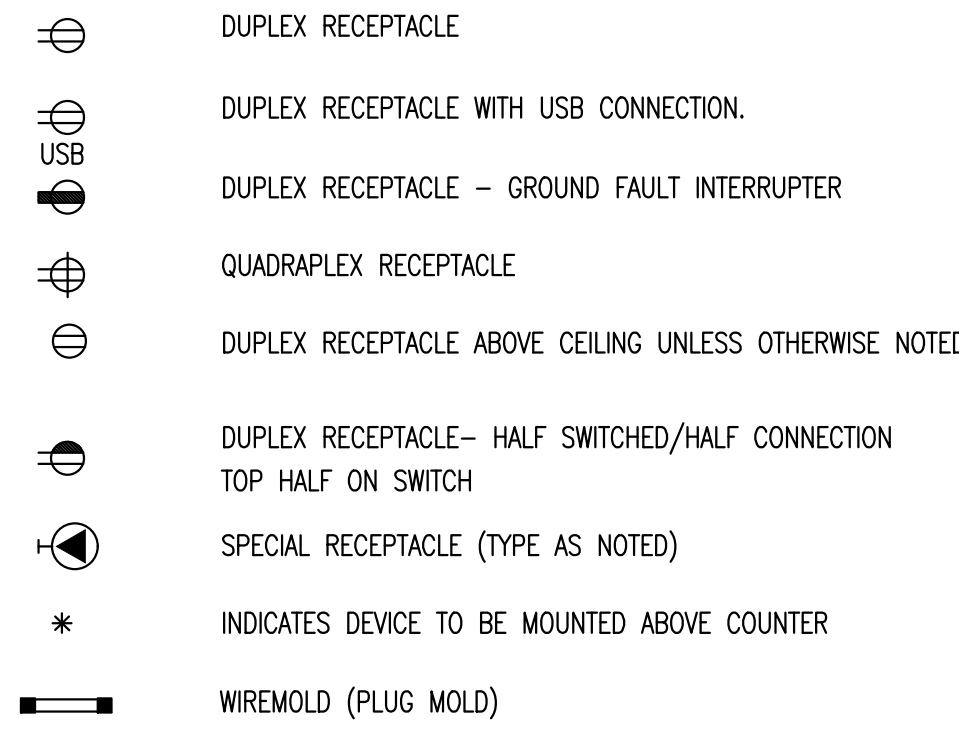 DUPLEX RECEPTACLE
DUPLEX RECEPTACLE WITH USB CONNECTION.
USB
DUPLEX RECEPTACLE – GROUND FAULT INTERRUPTER
QUADRAPLEX RECEPTACLE
DUPLEX RECEPTACLE ABOVE CEILING UNLESS OTHERWISE NOTED
DUPLEX RECEPTACLE– HALF SWITCHED/HALF CONNECTION
TOP HALF ON SWITCH
SPECIAL RECEPTACLE (TYPE AS NOTED)
* INDICATES DEVICE TO BE MOUNTED ABOVE COUNTER
WIREMOLD (PLUG MOLD)